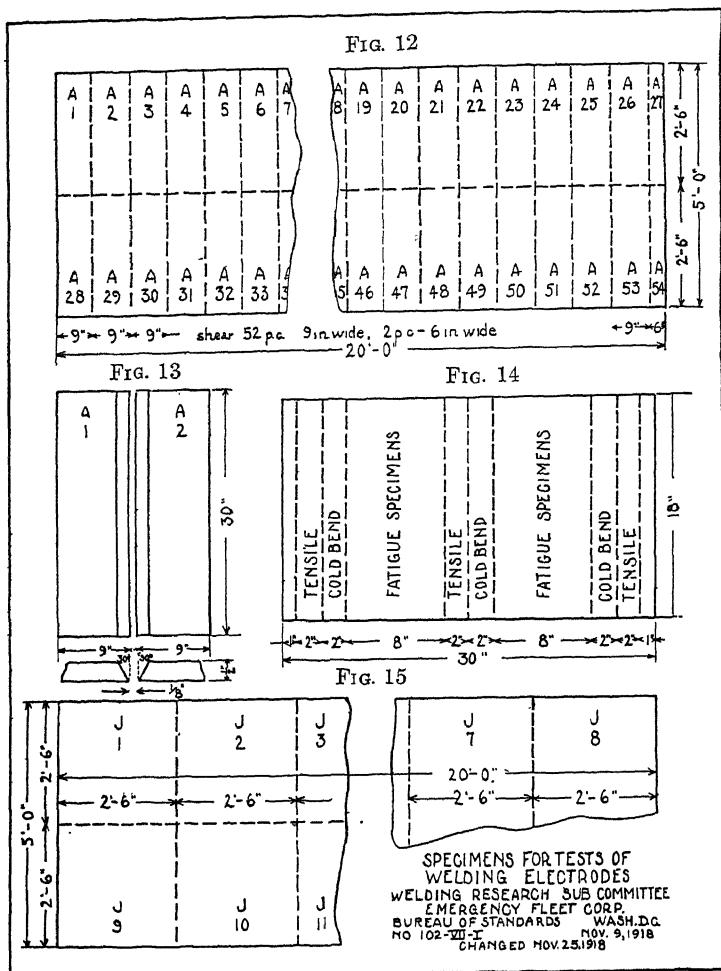 FIG. 12
A A A A A A A
1 2 3 4 5 6 7
A A A A A A A A A A
8 19 20 21 22 23 24 25 26 27
2'-6"
5'-0"
2'-6"
A A A A A A
28 29 30 31 32 33 3
A A A A A A A A A A
5 46 47 48 49 50 51 52 53 54
9" 9" 9" shear 52 pc. 9 in wide, 2 pc - 6 in wide 9" 6"
20'-0"
FIG. 13
A A
1 2
30"
9" 9"
30° 30°
1/2"
1/8"
FIG. 14
TENSILE
COLD BEND
FATIGUE SPECIMENS
TENSILE
COLD BEND
FATIGUE SPECIMENS
COLD BEND
TENSILE
18"
1" 2" 2" 8" 2" 2" 8" 2" 2" 1"
30"
FIG. 15
J J J J J
1 2 3 7 8
20'-0"
2'-6" 2'-6" 2'-6" 2'-6"
2'-6"
5'-0"
2'-6"
J J J
9 10 11
SPECIMENS FOR TESTS OF
WELDING ELECTRODES
WELDING RESEARCH SUB COMMITTEE
EMERGENCY FLEET CORP.
BUREAU OF STANDARDS WASH. D.C.
NO 102-VII-I NOV. 9, 1918
CHANGED NOV. 25, 1918